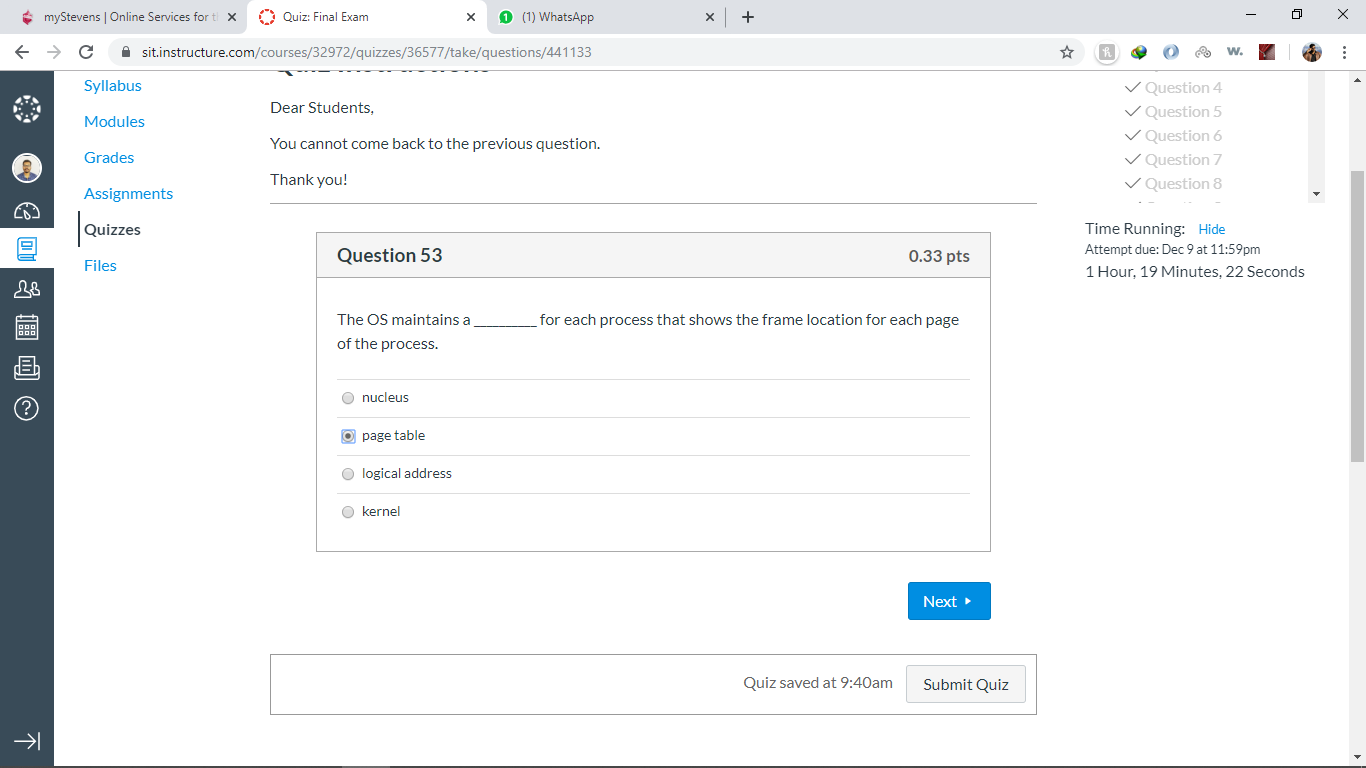 myStevens | Online Services for t
Quiz: Final Exam
(1) WhatsApp
sit.instructure.com/courses/32972/quizzes/36577/take/questions/441133
Syllabus
Modules
Grades
Assignments
Quizzes
Files
Quiz Instructions
Dear Students,
You cannot come back to the previous question.
Thank you!
Question 53
0.33 pts
The OS maintains a __________ for each process that shows the frame location for each page
of the process.
nucleus
page table
logical address
kernel
Next
Quiz saved at 9:40am
Submit Quiz
Question 4
Question 5
Question 6
Question 7
Question 8
Time Running: Hide
Attempt due: Dec 9 at 11:59pm
1 Hour, 19 Minutes, 22 Seconds